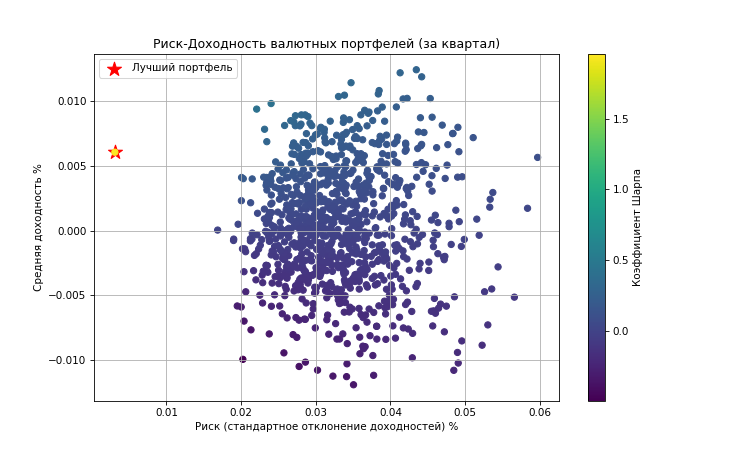 Риск-Доходность валютных портфелей (за квартал)
Лучший портфель
Средняя доходность %
0.010
0.005
0.000
−0.005
−0.010
0.01 0.02 0.03 0.04 0.05 0.06
Риск (стандартное отклонение доходностей) %
1.5
1.0
0.5
0.0
Коэффициент Шарпа